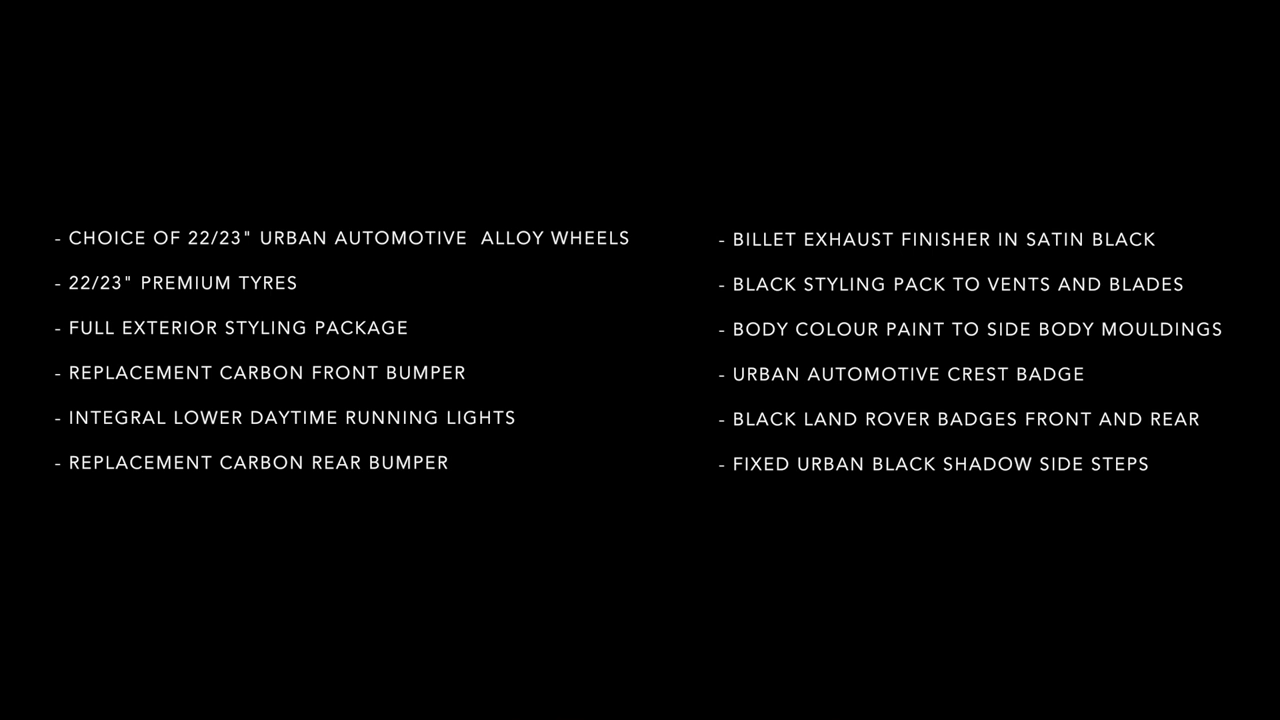 - CHOICE OF 22/23" URBAN AUTOMOTIVE  ALLOY WHEELS
- 22/23" PREMIUM TYRES
- FULL EXTERIOR STYLING PACKAGE
- REPLACEMENT CARBON FRONT BUMPER
- INTEGRAL LOWER DAYTIME RUNNING LIGHTS
- REPLACEMENT CARBON REAR BUMPER
- BILLET EXHAUST FINISHER IN SATIN BLACK
- BLACK STYLING PACK TO VENTS AND BLADES
- BODY COLOUR PAINT TO SIDE BODY MOULDINGS
- URBAN AUTOMOTIVE CREST BADGE
- BLACK LAND ROVER BADGES FRONT AND REAR
- FIXED URBAN BLACK SHADOW SIDE STEPS